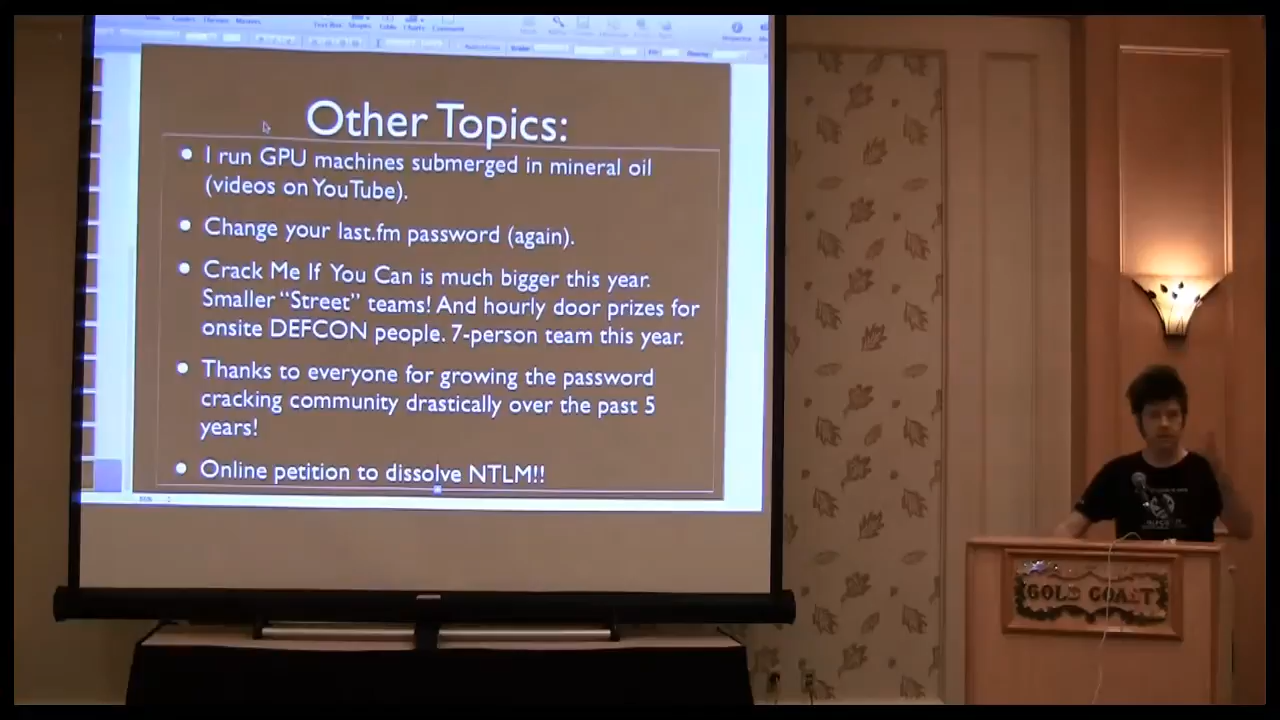 Other Topics:
I run GPU machines submerged in mineral oil
(videos on YouTube).
Change your last.fm password (again).
Crack Me If You Can is much bigger this year.
Smaller “Street” teams! And hourly door prizes for
onsite DEFCON people. 7-person team this year.
Thanks to everyone for growing the password
cracking community drastically over the past 5
years!
Online petition to dissolve NTLM!!
GOLD COAST